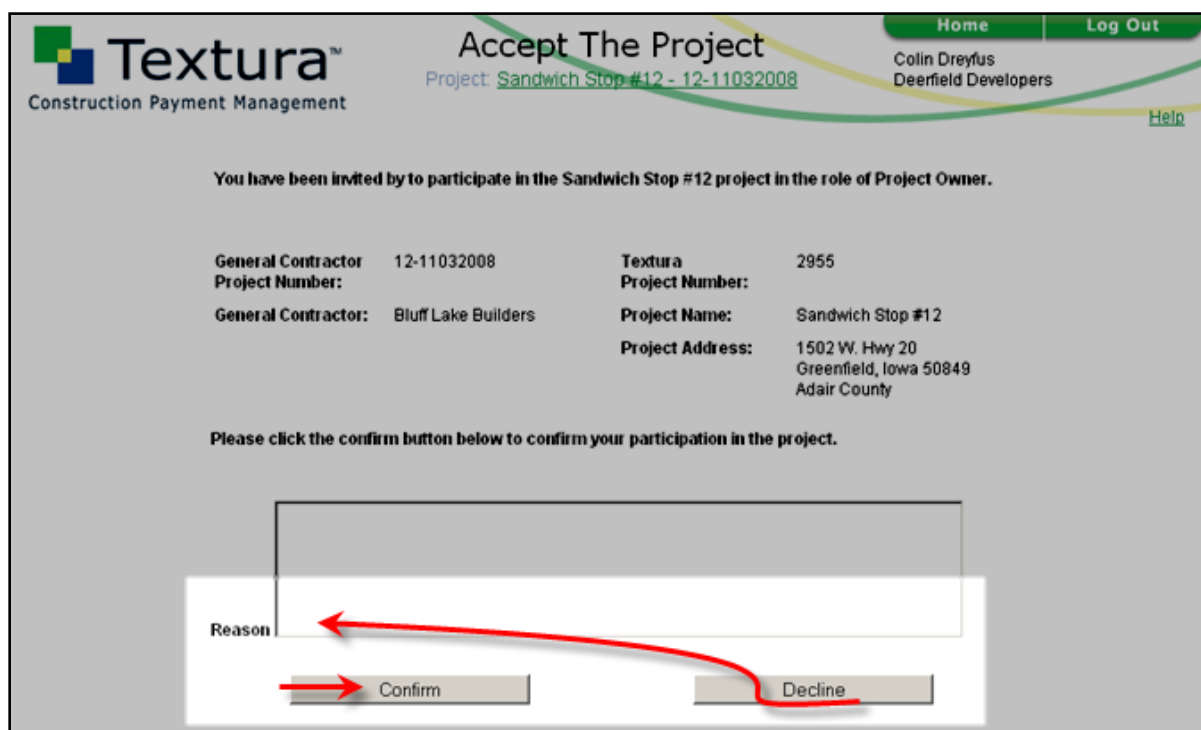 Textura™
Construction Payment Management
Accept The Project
Project: Sandwich Stop #12 - 12-11032008
Home
Log Out
Colin Dreyfus
Deerfield Developers
Help
You have been invited by to participate in the Sandwich Stop #12 project in the role of Project Owner.
General Contractor
Project Number:
12-11032008
Textura
Project Number:
2955
General Contractor:
Bluff Lake Builders
Project Name:
Sandwich Stop #12
Project Address:
1502 W. Hwy 20
Greenfield, Iowa 50849
Adair County
Please click the confirm button below to confirm your participation in the project.
Reason
Confirm
Decline